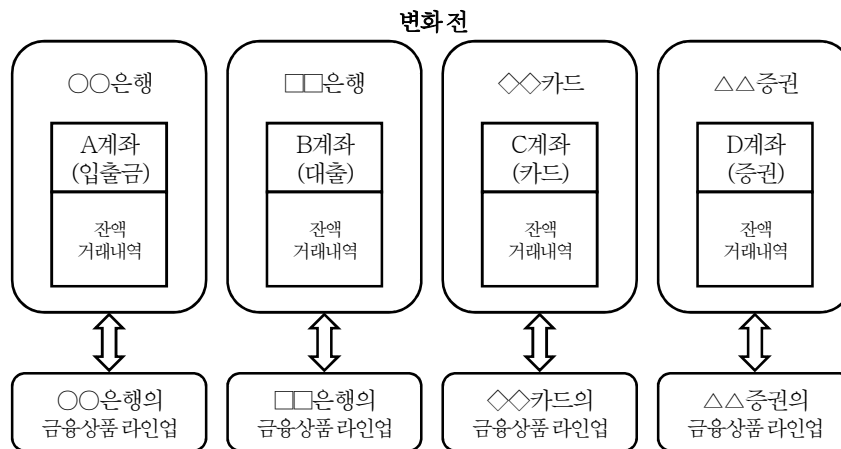 변화 전
○○은행
□□은행
◇◇카드
△△증권
A계좌
(입출금)
B계좌
(대출)
C계좌
(카드)
D계좌
(증권)
잔액
거래내역
잔액
거래내역
잔액
거래내역
잔액
거래내역
○○은행의
금융상품 라인업
□□은행의
금융상품 라인업
◇◇카드의
금융상품 라인업
△△증권의
금융상품 라인업